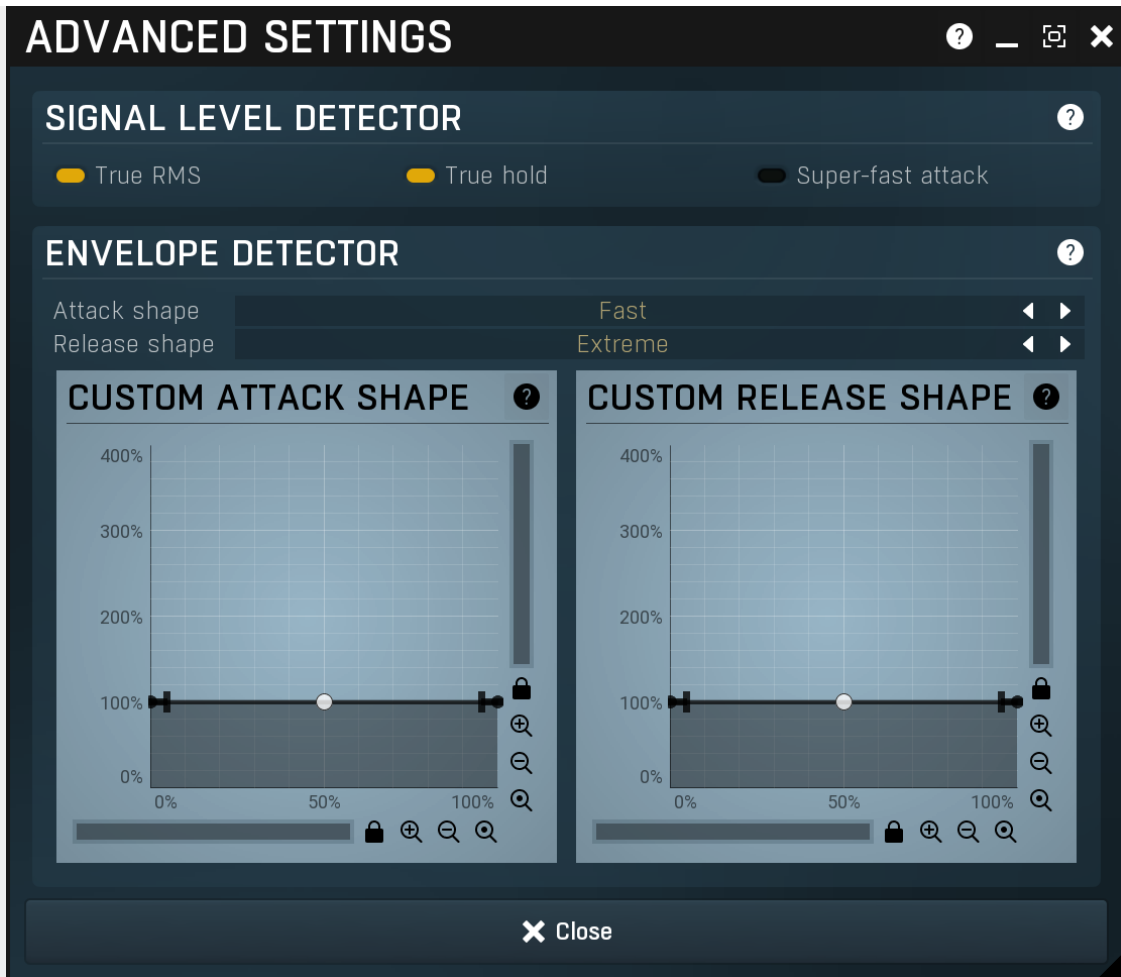 ADVANCED SETTINGS
SIGNAL LEVEL DETECTOR
True RMS True hold Super-fast attack
ENVELOPE DETECTOR
Attack shape Fast
Release shape Extreme
CUSTOM ATTACK SHAPE
400%
300%
200%
100%
0%
0% 50% 100%
CUSTOM RELEASE SHAPE
400%
300%
200%
100%
0%
0% 50% 100%
Close